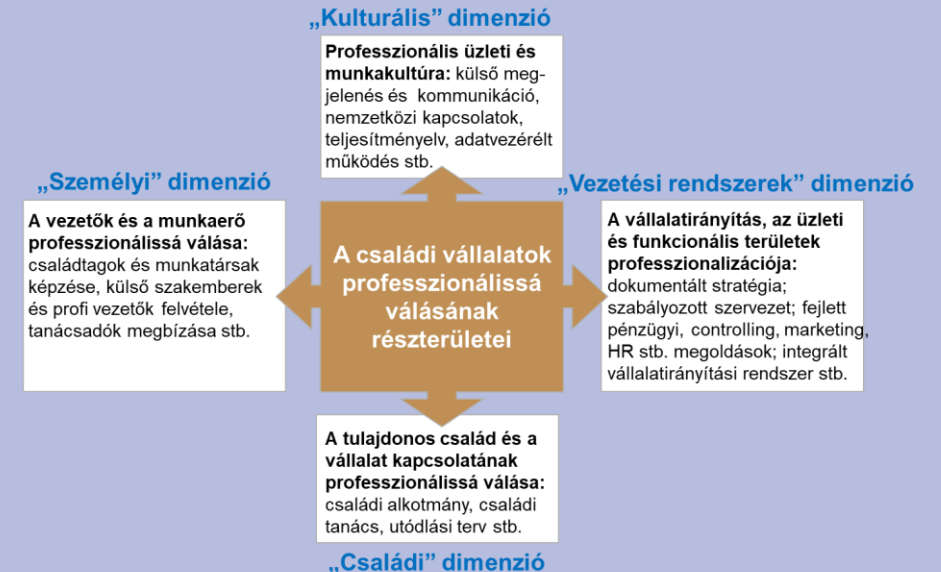 „Kulturális” dimenzió
Professzionális üzleti és
munkakultúra: külső meg-
jelenés és kommunikáció,
nemzetközi kapcsolatok,
teljesítményelv, adatvezérélt
működés stb.
„Személyi” dimenzió
A vezetők és a munkaerő
professzionálissá válása:
családtagok és munkatársak
képzése, külső szakemberek
és profi vezetők felvétele,
tanácsadók megbízása stb.
A családi vállalatok
professzionálissá
válásának
részterületei
„Vezetési rendszerek” dimenzió
A vállalatirányítás, az üzleti
és funkcionális területek
professzionalizációja:
dokumentált stratégia;
szabályozott szervezet; fejlett
pénzügyi, controlling, marketing,
HR stb. megoldások; integrált
vállalatirányítási rendszer stb.
A tulajdonos család és a
vállalat kapcsolatának
professzionálissá válása:
családi alkotmány, családi
tanács, utódlási terv stb.
„Családi” dimenzió